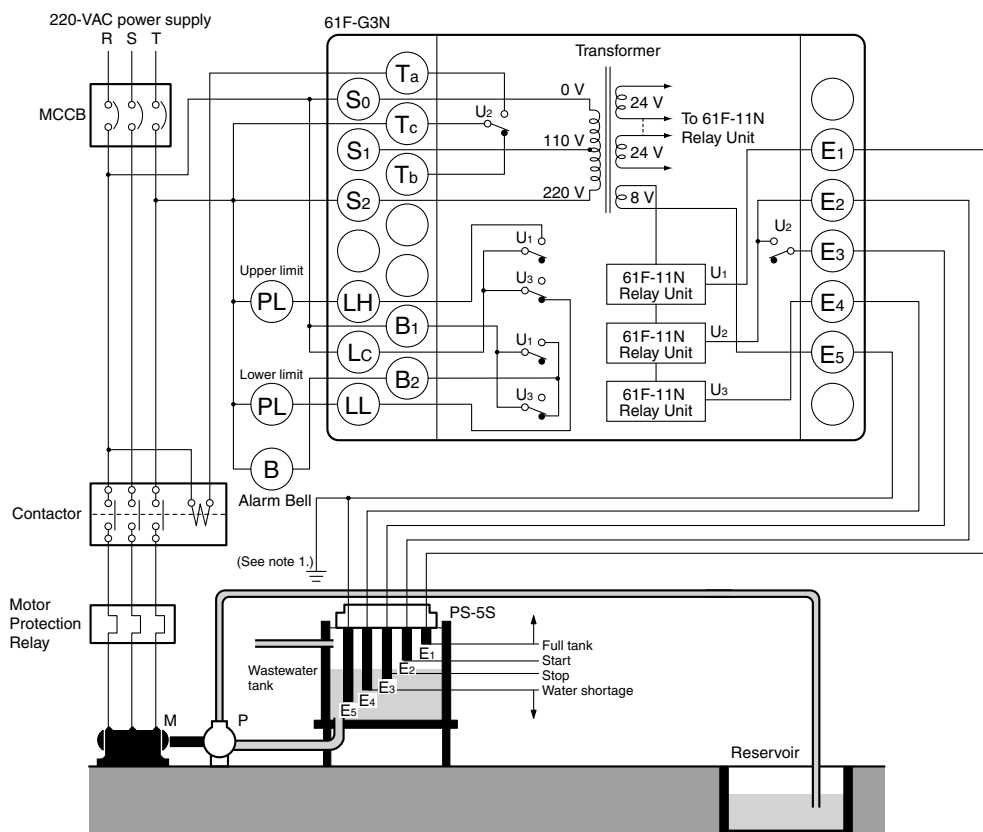 220-VAC power supply
R S T
MCCB
61F-G3N
Transformer
Ta
S0
Tc
S1
Tb
S2
U2
0 V
110 V
220 V
24 V
24 V
8 V
To 61F-11N
Relay Unit
E1
E2
U2
E3
E4
E5
Upper limit
PL
LH
B1
LC
B2
Lower limit
PL
LL
B
Alarm Bell
U1
U3
U1
U3
61F-11N
Relay Unit
U1
61F-11N
Relay Unit
U2
61F-11N
Relay Unit
U3
Contactor
(See note 1.)
Motor
Protection
Relay
PS-5S
Wastewater
tank
E1
E2
E3
E4
E5
Full tank
Start
Stop
Water shortage
M
P
Reservoir